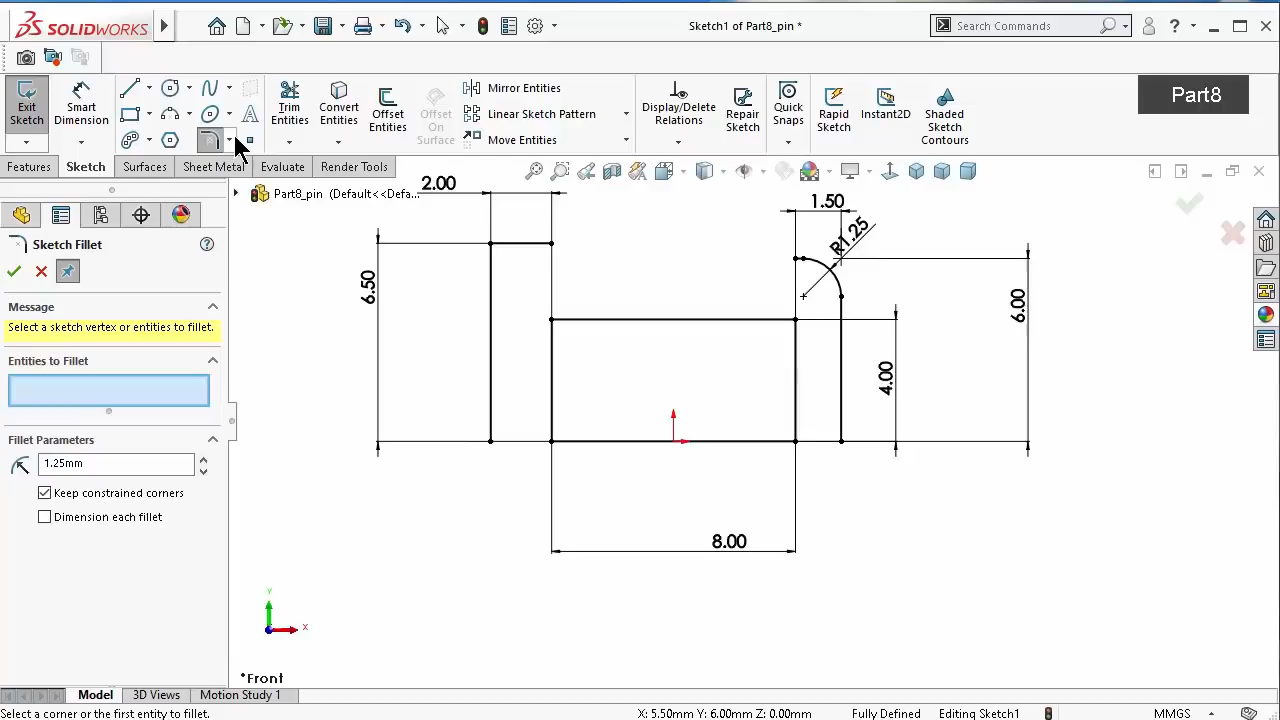 SOLIDWORKS
Sketch1 of Part8_pin *
Search Commands
?
Exit Sketch
Smart Dimension
Trim Entities
Convert Entities
Offset Entities
Offset On Surface
Mirror Entities
Linear Sketch Pattern
Move Entities
Display/Delete Relations
Repair Sketch
Quick Snaps
Rapid Sketch
Instant2D
Shaded Sketch Contours
Part8
Features
Sketch
Surfaces
Sheet Metal
Evaluate
Render Tools
Part8_pin (Default<<Defa...
Sketch Fillet
?
Message
Select a sketch vertex or entities to fillet.
Entities to Fillet
Fillet Parameters
1.25mm
Keep constrained corners
Dimension each fillet
2.00
1.50
R1.25
6.50
6.00
4.00
8.00
Y
X
*Front
Model
3D Views
Motion Study 1
Select a corner or the first entity to fillet.
X: 5.50mm Y: 6.00mm Z: 0.00mm
Fully Defined
Editing Sketch1
MMGS